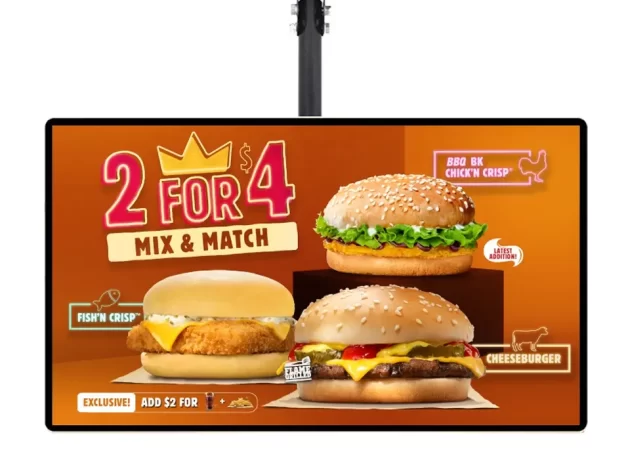 2 FOR $4
MIX & MATCH
BBQ BK
CHICK'N CRISP™
LATEST
ADDITION!
FISH'N CRISP™
FLAME
GRILLED
CHEESEBURGER
EXCLUSIVE! ADD $2 FOR +